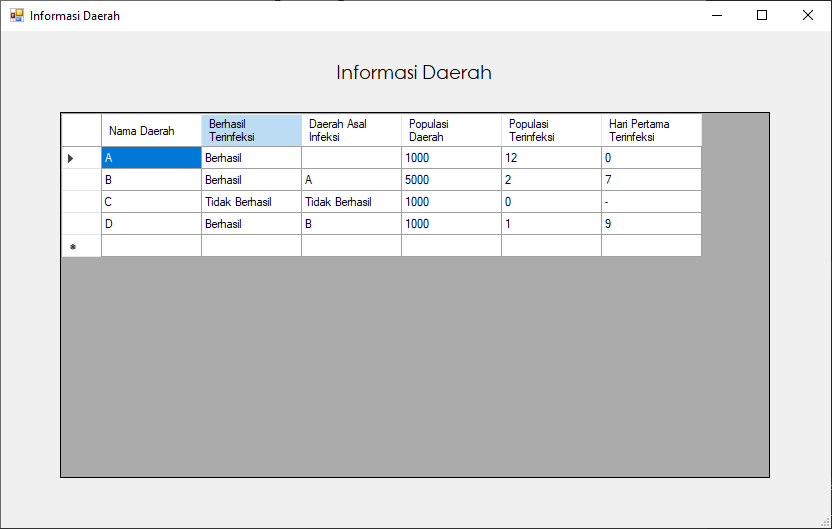 Informasi Daerah
Informasi Daerah
Nama Daerah Berhasil Terinfeksi Daerah Asal Infeksi Populasi Daerah Populasi Terinfeksi Hari Pertama Terinfeksi
A Berhasil 1000 12 0
B Berhasil A 5000 2 7
C Tidak Berhasil Tidak Berhasil 1000 0 -
D Berhasil B 1000 1 9